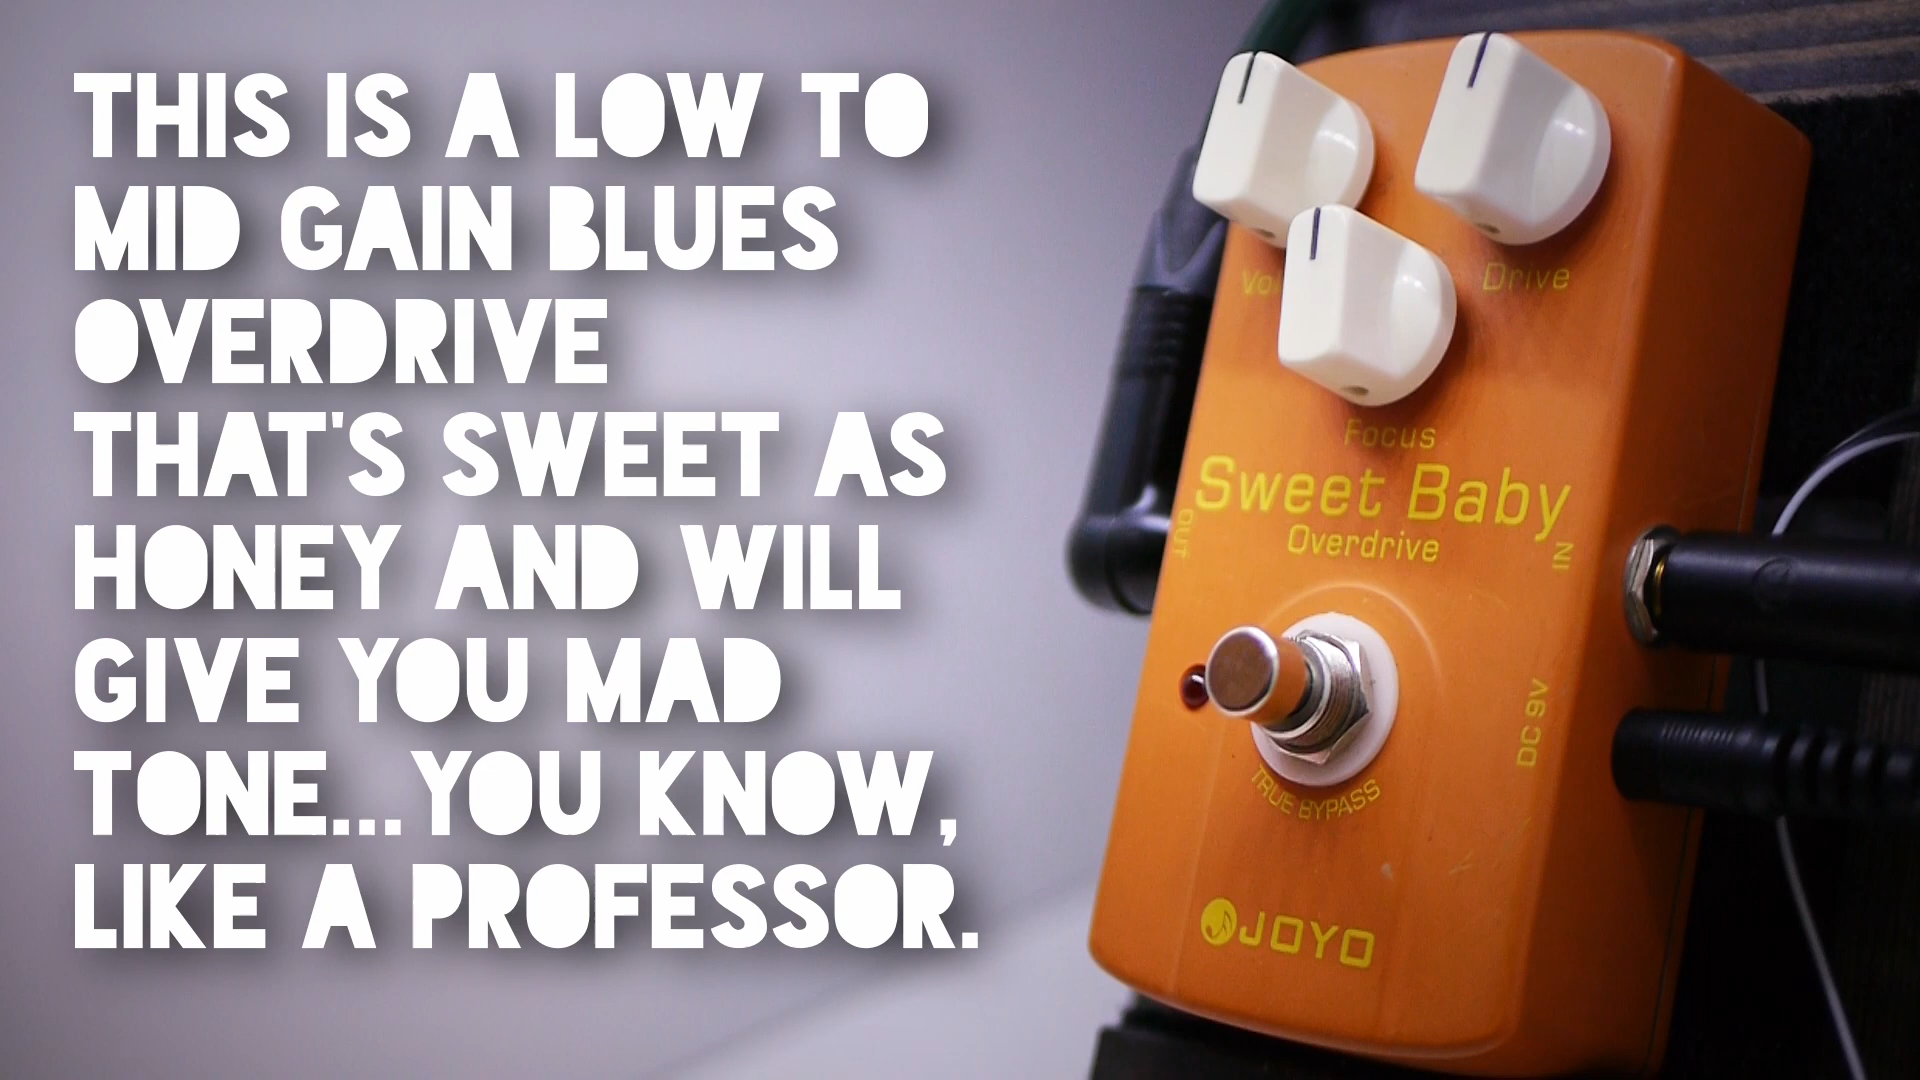 THIS IS A LOW TO
MID GAIN BLUES
OVERDRIVE
THAT'S SWEET AS
HONEY AND WILL
GIVE YOU MAD
TONE...YOU KNOW,
LIKE A PROFESSOR.
Drive
Focus
Sweet Baby
Overdrive
OUT
IN
DC 9V
TRUE BYPASS
JOYO